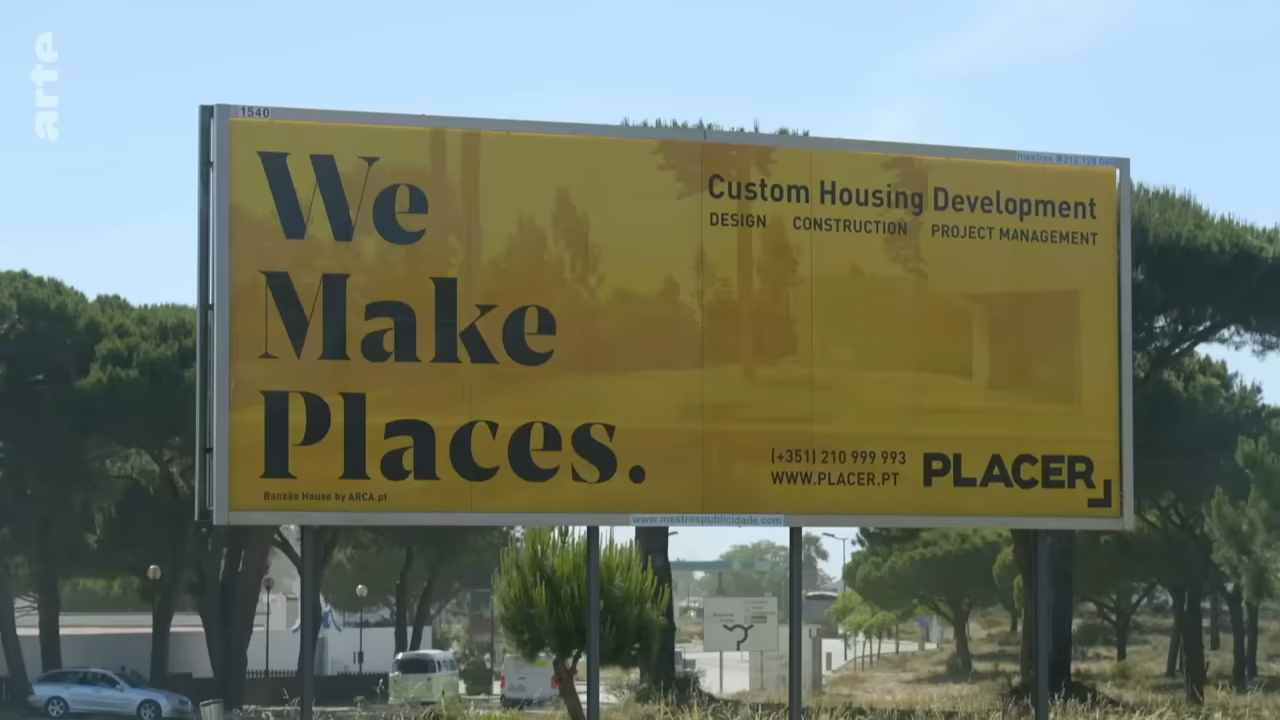 arte
1540
We
Make
Places.
Banzão House by ARCA.pt
Custom Housing Development
DESIGN CONSTRUCTION PROJECT MANAGEMENT
(+351) 210 999 993
WWW.PLACER.PT
PLACER
www.mestrespublicidade.com